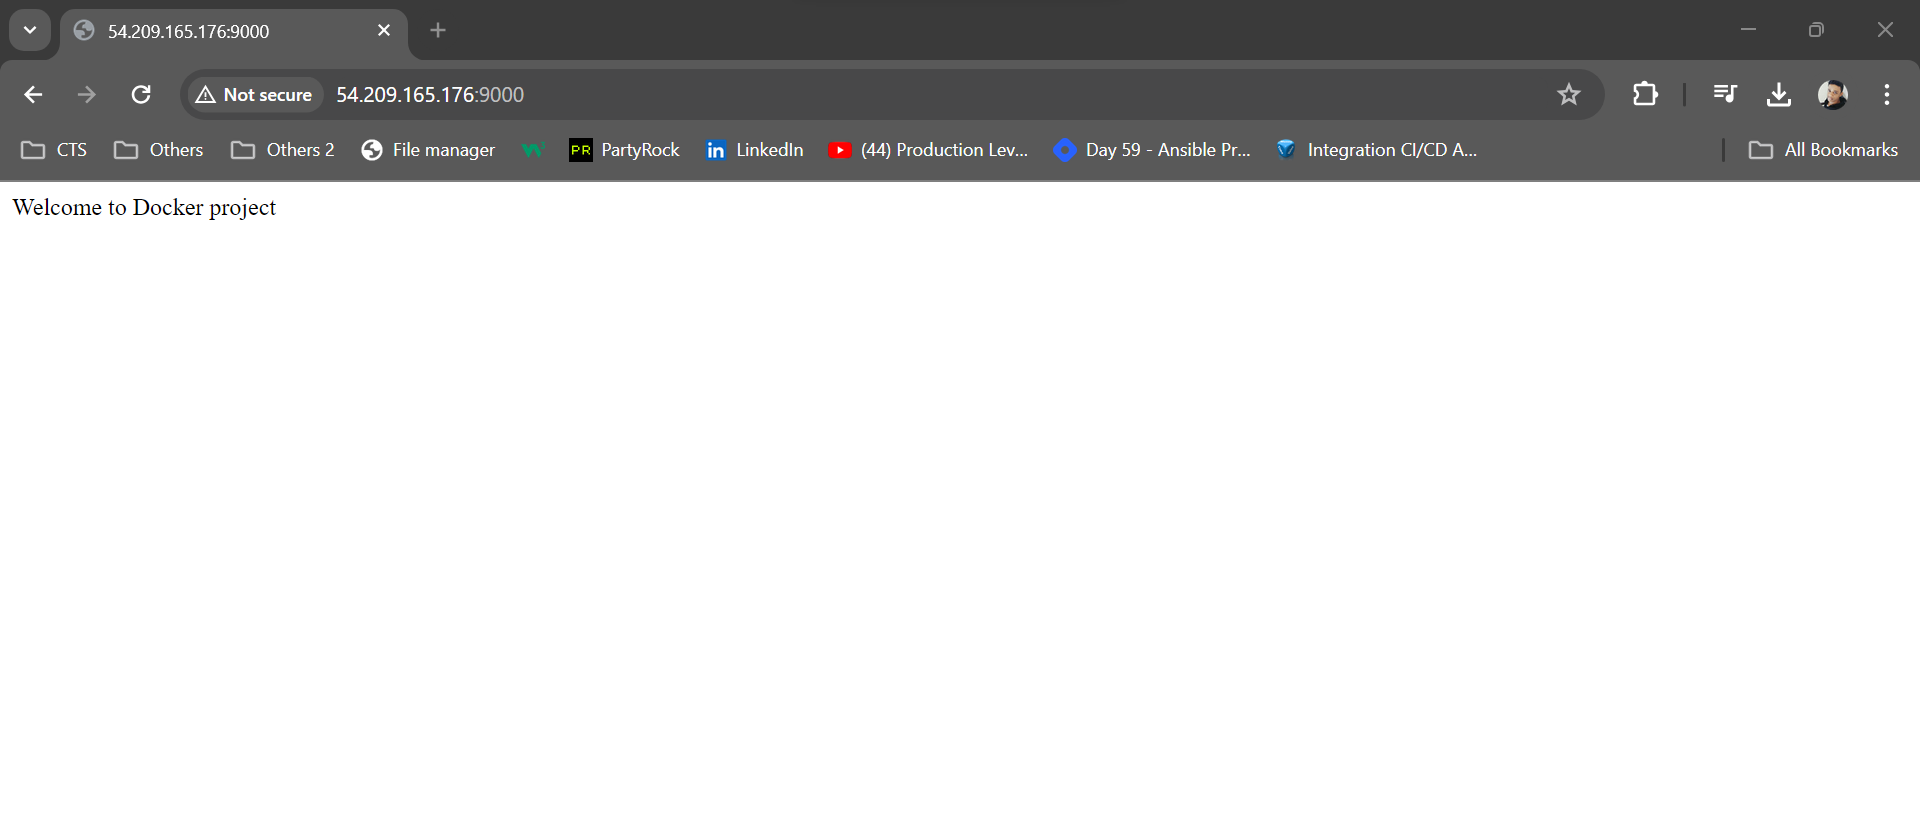 54.209.165.176:9000
Not secure 54.209.165.176:9000
CTS Others Others 2 File manager PR PartyRock in LinkedIn (44) Production Lev... Day 59 - Ansible Pr... Integration CI/CD A... All Bookmarks
Welcome to Docker project